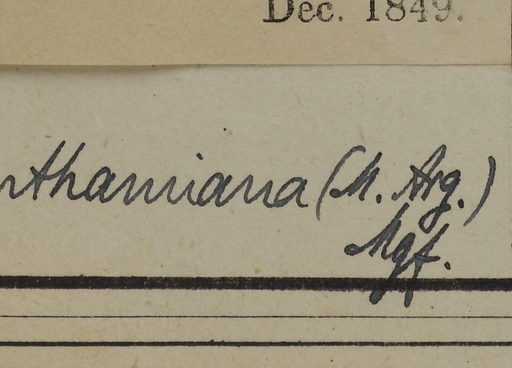 Dec. 1849.
nthamiana (M. Arg.)
Mgf.